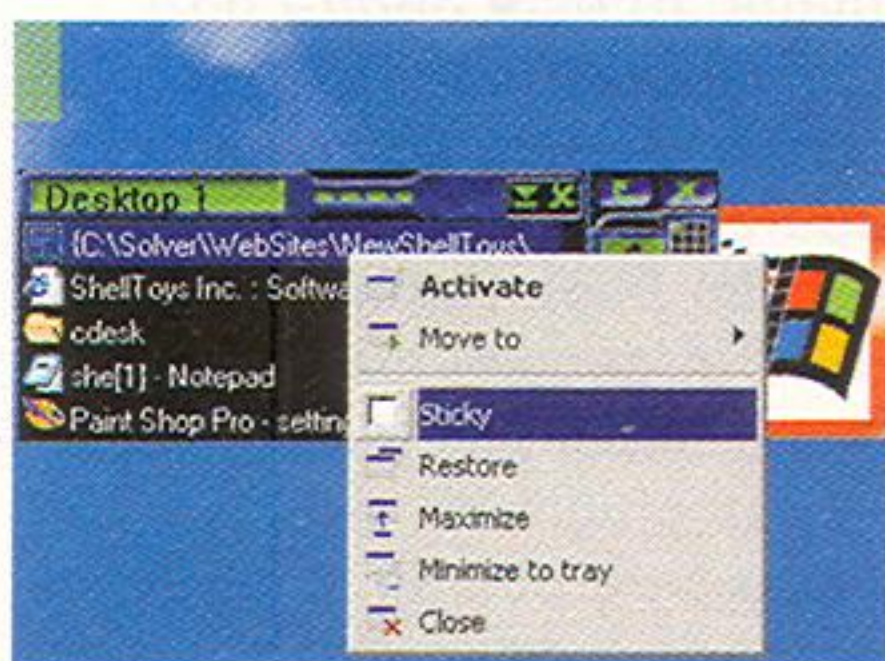 Desktop 1
{C:\Solver\WebSites\NewShellToys\
ShellToys Inc. : Softwa
cdesk
she[1] - Notepad
Paint Shop Pro - setting
Activate
Move to
Sticky
Restore
Maximize
Minimize to tray
Close